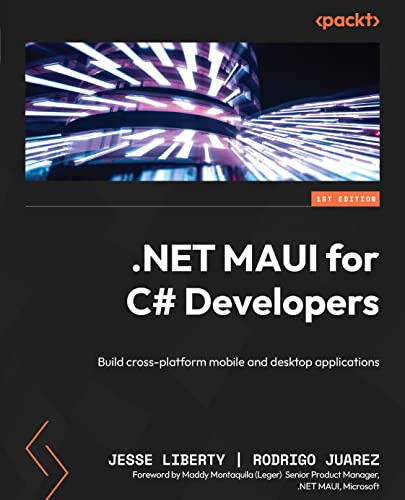 <packt>
1ST EDITION
.NET MAUI for
C# Developers
Build cross-platform mobile and desktop applications
JESSE LIBERTY | RODRIGO JUAREZ
Foreword by Maddy Montaquila (Leger) Senior Product Manager,
.NET MAUI, Microsoft